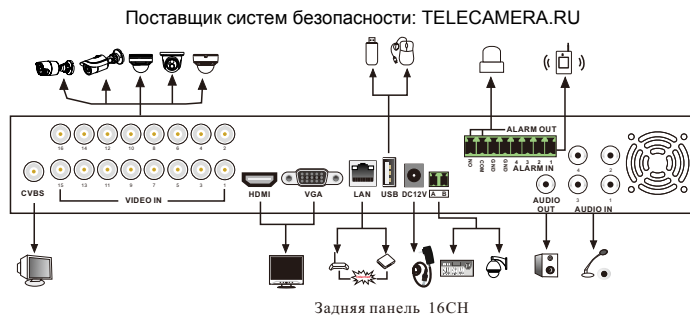 Поставщик систем безопасности: TELECAMERA.RU
ALARM OUT
16 14 12 10 8 6 4 2
NO COM GND GND 4 3 2 1
ALARM IN
4 2
CVBS
15 13 11 9 7 5 3 1
VIDEO IN
HDMI VGA LAN USB DC12V A B
AUDIO OUT
3 1
AUDIO IN
Задняя панель 16CH